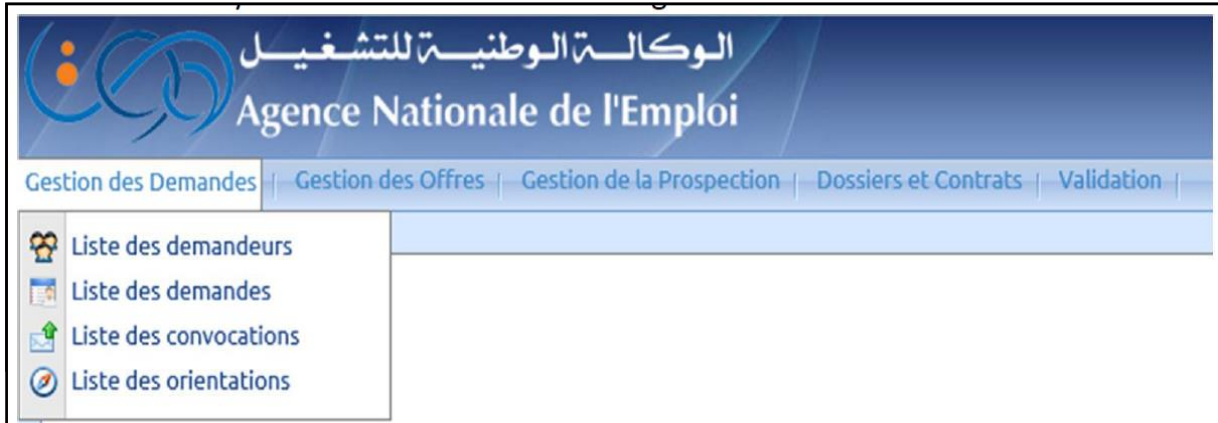 الوكالة الوطنية للتشغيل
Agence Nationale de l'Emploi
Gestion des Demandes | Gestion des Offres | Gestion de la Prospection | Dossiers et Contrats | Validation |
Liste des demandeurs
Liste des demandes
Liste des convocations
Liste des orientations